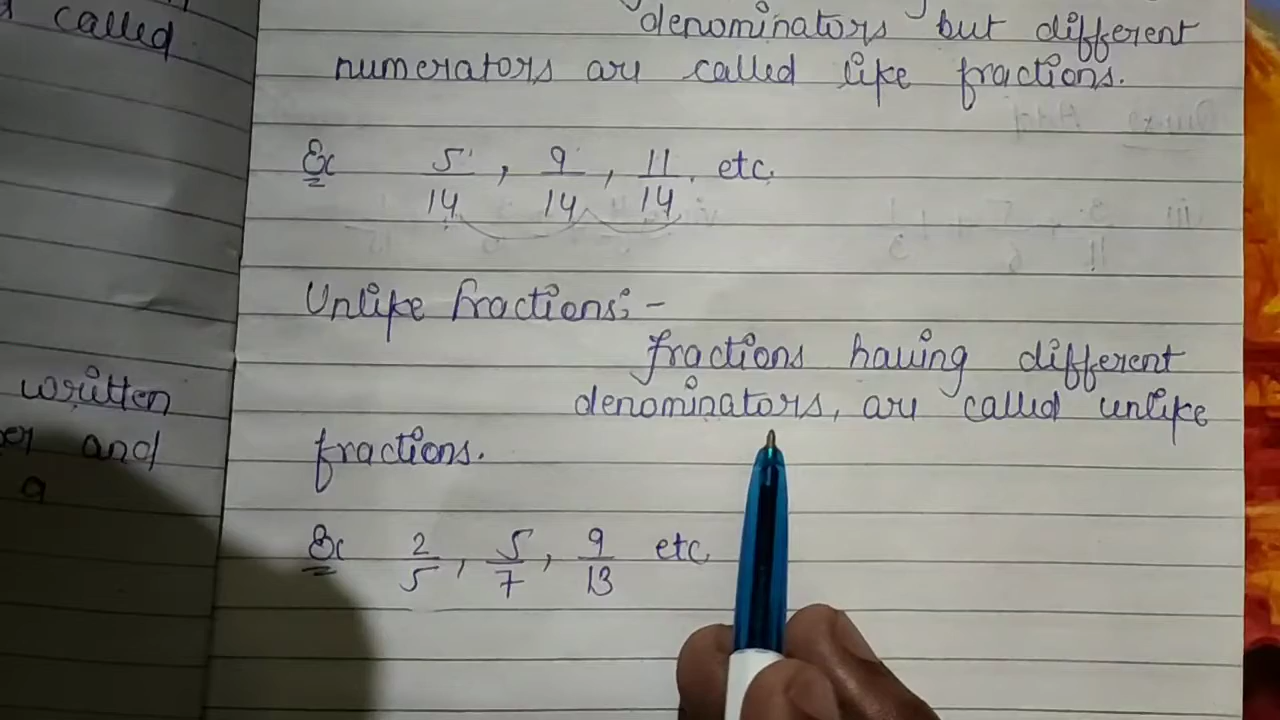 called
denominators but different
numerators are called like fractions.
Ex 5/14, 9/14, 11/14 etc.
Unlike fractions:-
fractions having different
denominators, are called unlike
fractions.
Ex 2/5, 5/7, 9/13 etc
written
and
a